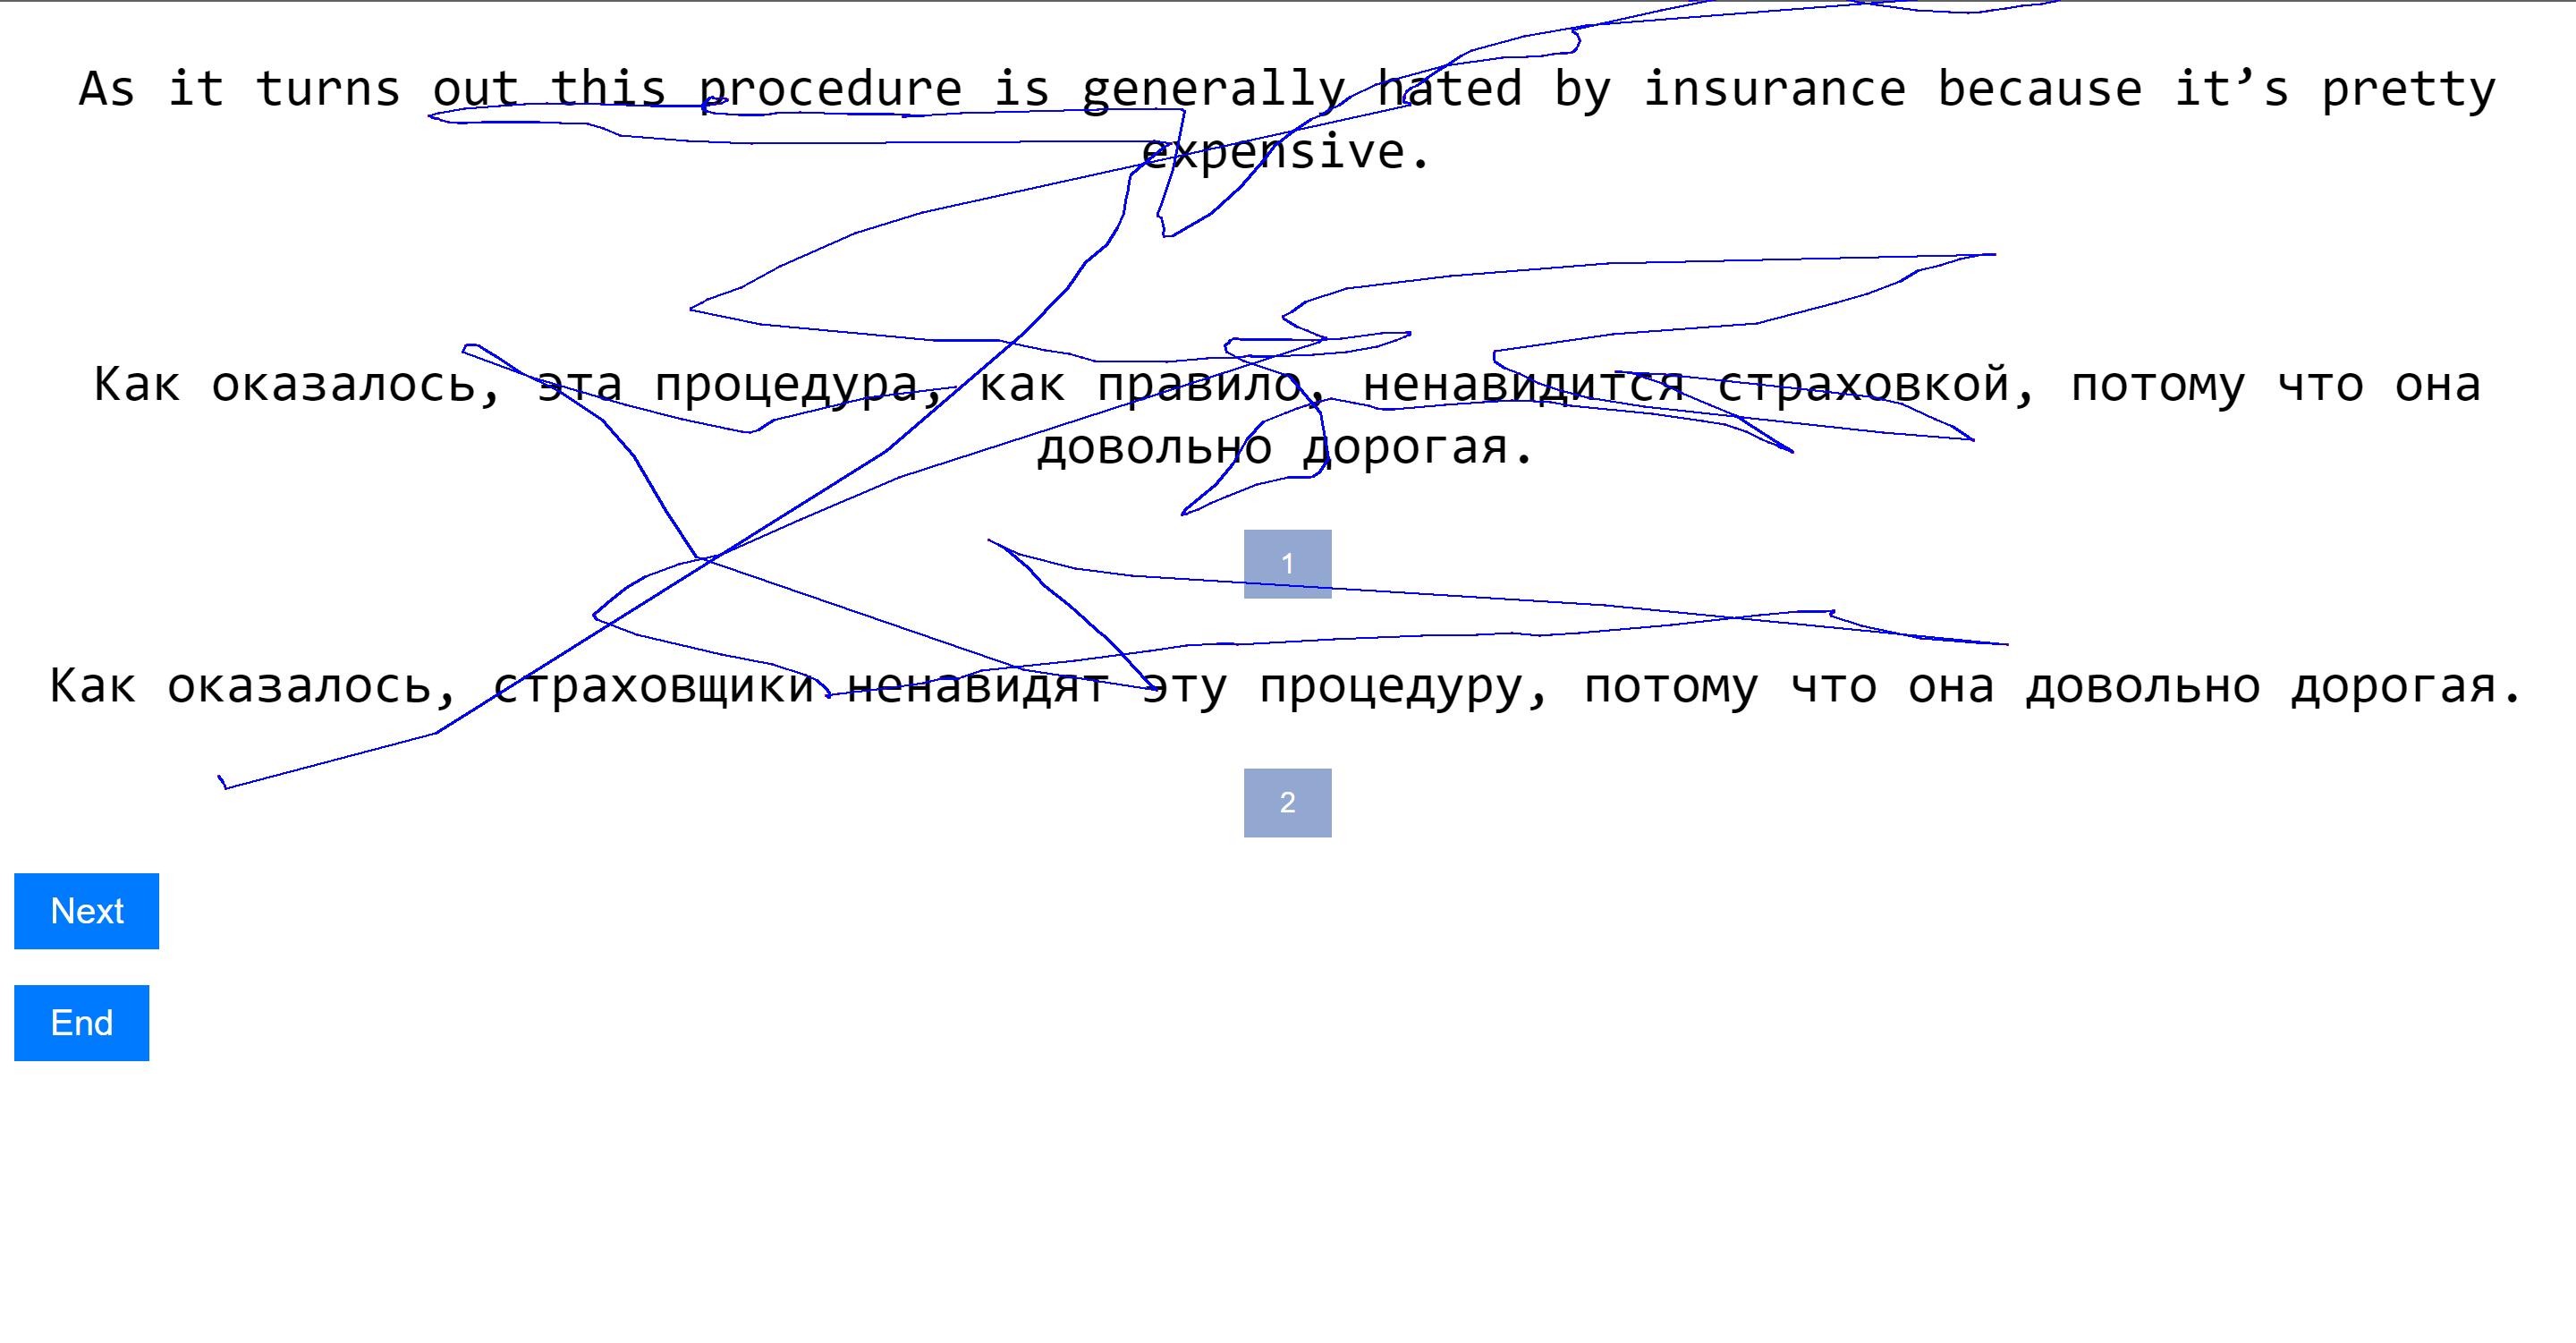 As it turns out this procedure is generally hated by insurance because it’s pretty
expensive.
Как оказалось, эта процедура, как правило, ненавидится страховкой, потому что она
довольно дорогая.
1
Как оказалось, страховщики ненавидят эту процедуру, потому что она довольно дорогая.
2
Next
End